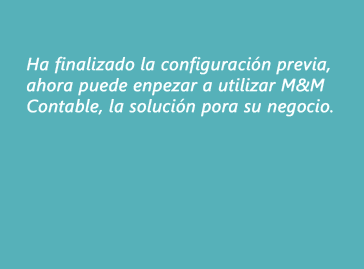 Ha finalizado la configuración previa,
ahora puede enpezar a utilizar M&M
Contable, la solución pora su negocio.